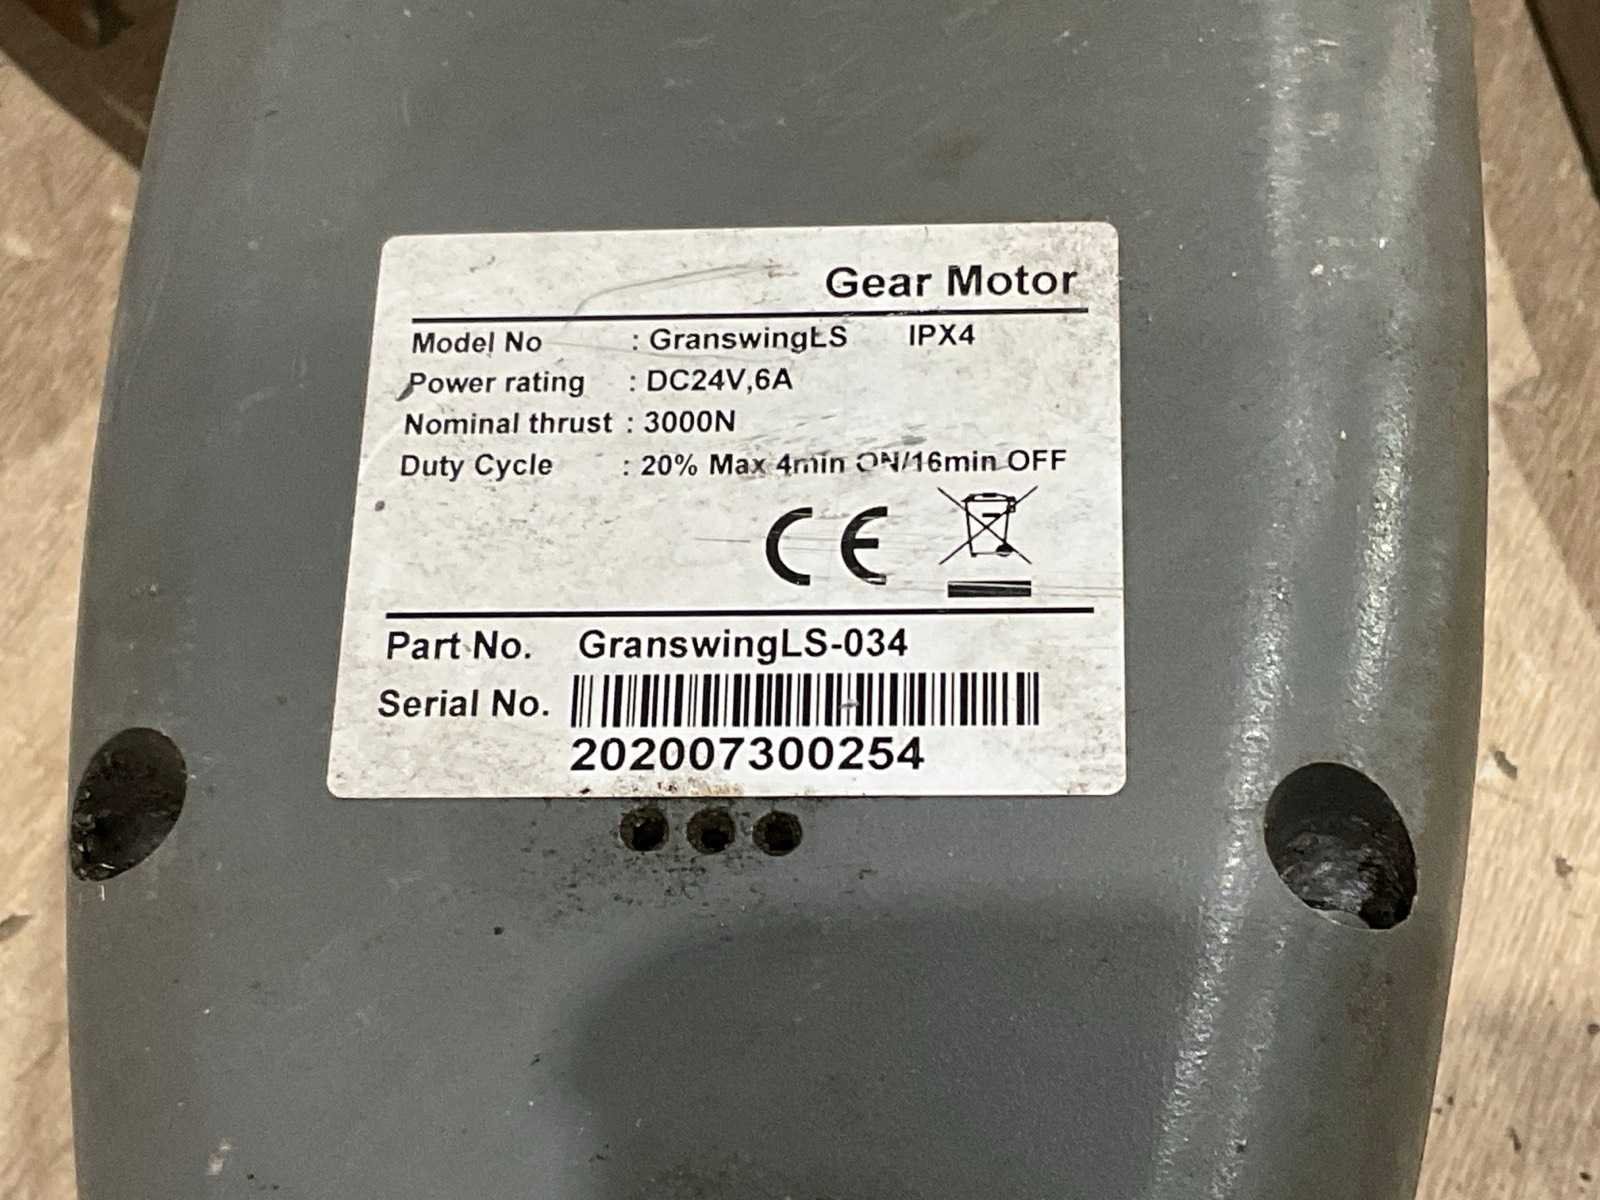 Gear Motor
Model No : GranswingLS IPX4
Power rating : DC24V,6A
Nominal thrust : 3000N
Duty Cycle : 20% Max 4min ON/16min OFF
CE
Part No. GranswingLS-034
Serial No.
202007300254